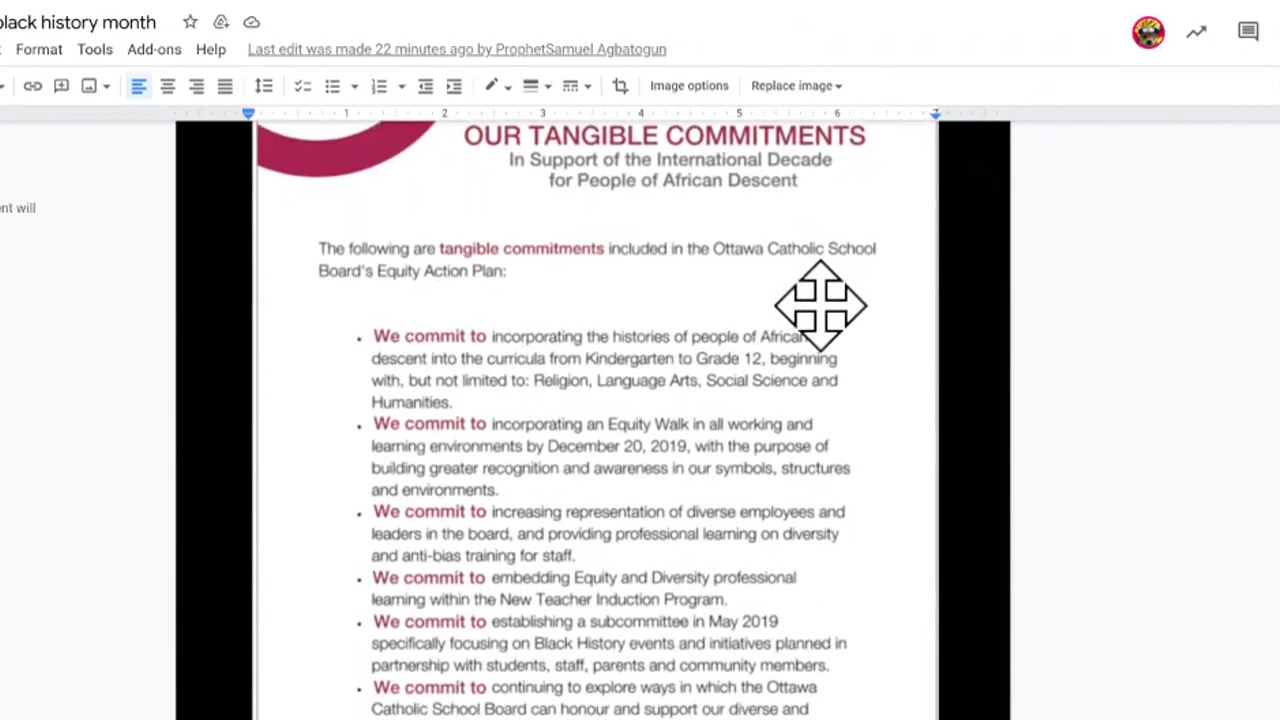 black history month
Format Tools Add-ons Help Last edit was made 22 minutes ago by ProphetSamuel Agbatogun
Image options Replace image
1 2 3 4 5 6 7
OUR TANGIBLE COMMITMENTS
In Support of the International Decade
for People of African Descent
ent will
The following are tangible commitments included in the Ottawa Catholic School
Board's Equity Action Plan:
• We commit to incorporating the histories of people of African
descent into the curricula from Kindergarten to Grade 12, beginning
with, but not limited to: Religion, Language Arts, Social Science and
Humanities.
• We commit to incorporating an Equity Walk in all working and
learning environments by December 20, 2019, with the purpose of
building greater recognition and awareness in our symbols, structures
and environments.
• We commit to increasing representation of diverse employees and
leaders in the board, and providing professional learning on diversity
and anti-bias training for staff.
• We commit to embedding Equity and Diversity professional
learning within the New Teacher Induction Program.
• We commit to establishing a subcommittee in May 2019
specifically focusing on Black History events and initiatives planned in
partnership with students, staff, parents and community members.
• We commit to continuing to explore ways in which the Ottawa
Catholic School Board can honour and support our diverse and